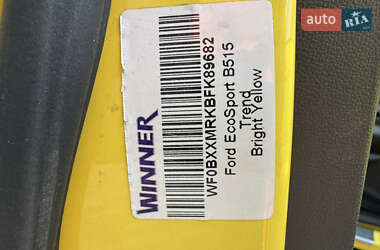 auto RIA
WINNER
WF0BXXMRKBFK89682
Ford EcoSport B515
Trend
Bright Yellow